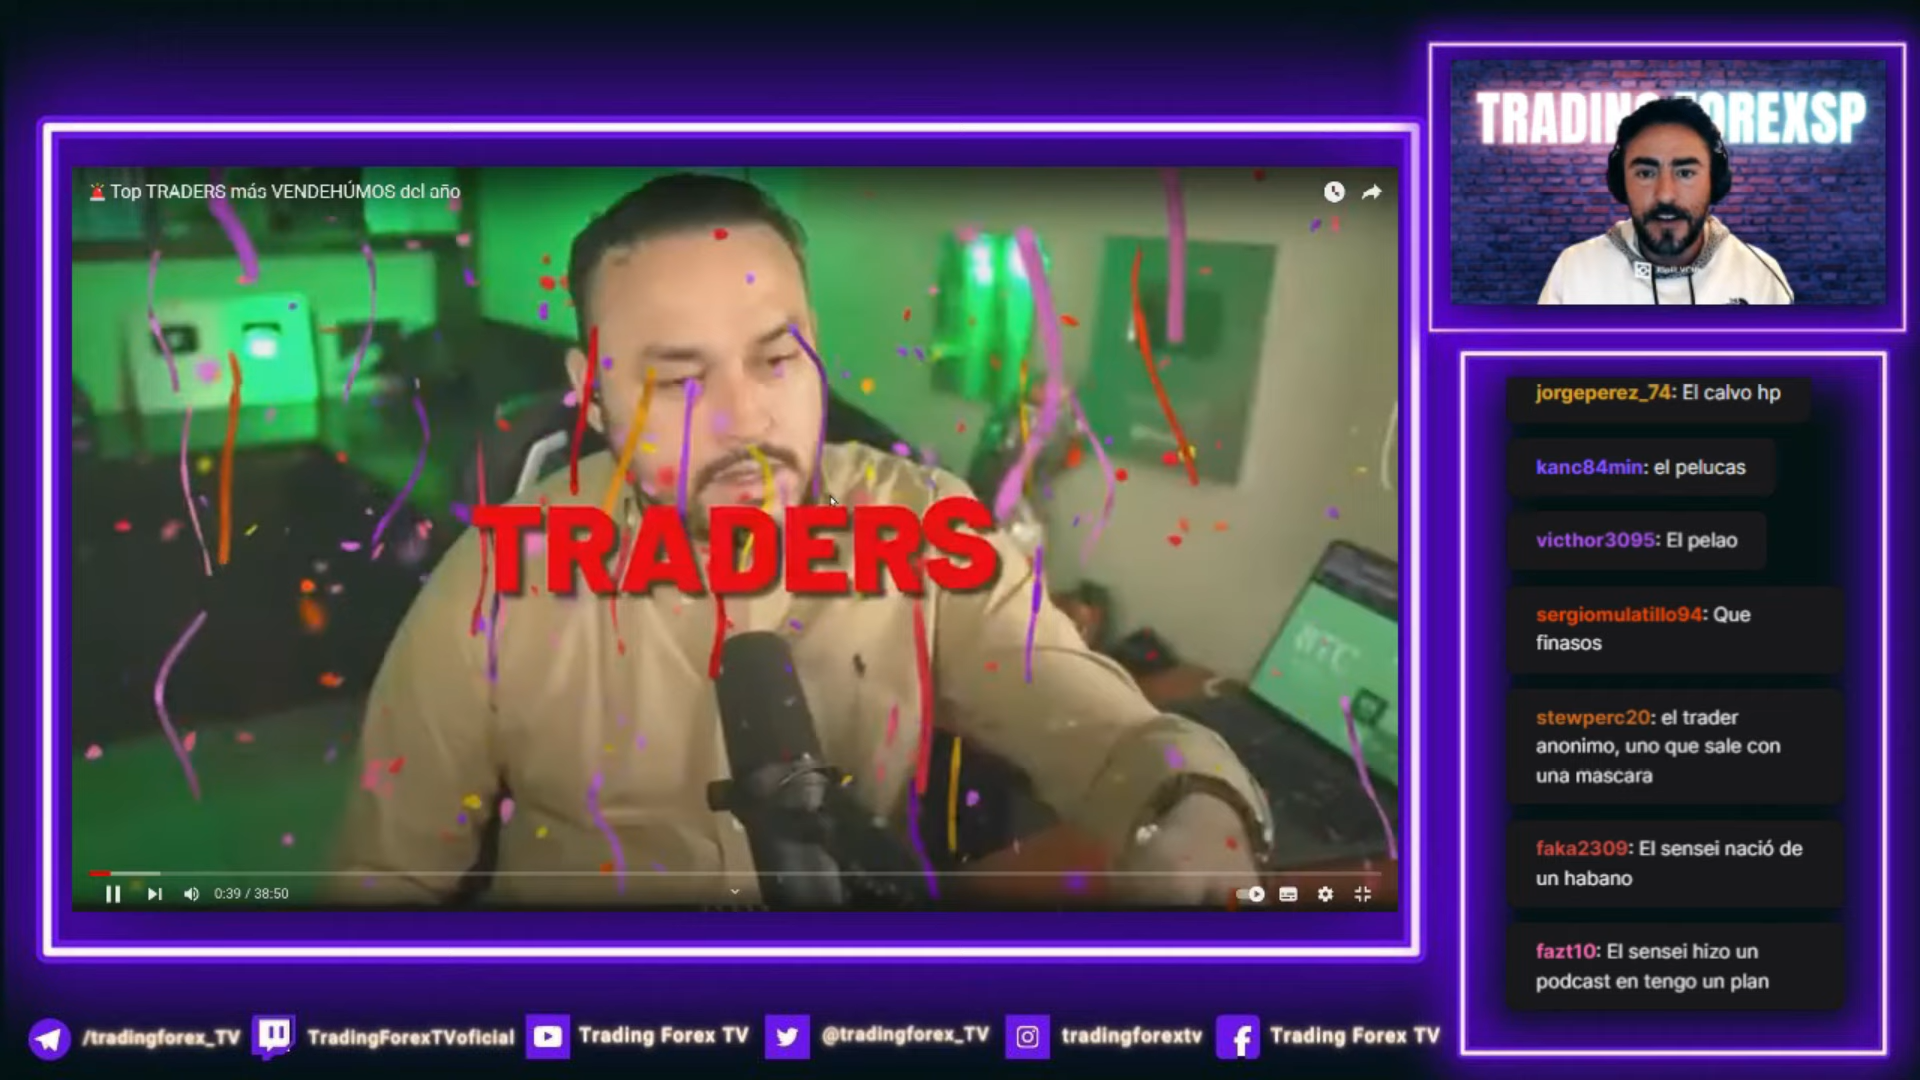 🚨 Top TRADERS más VENDEHÚMOS del año
TRADERS
0:39 / 38:50
jorgeperez_74: El calvo hp
kanc84min: el pelucas
victhor3095: El pelao
sergiomulatillo94: Que
finasos
stewperc20: el trader
anonimo, uno que sale con
una mascara
faka2309: El sensei nació de
un habano
fazt10: El sensei hizo un
podcast en tengo un plan
/tradingforex_TV
TradingForexTVoficial
Trading Forex TV
@tradingforex_TV
tradingforextv
Trading Forex TV